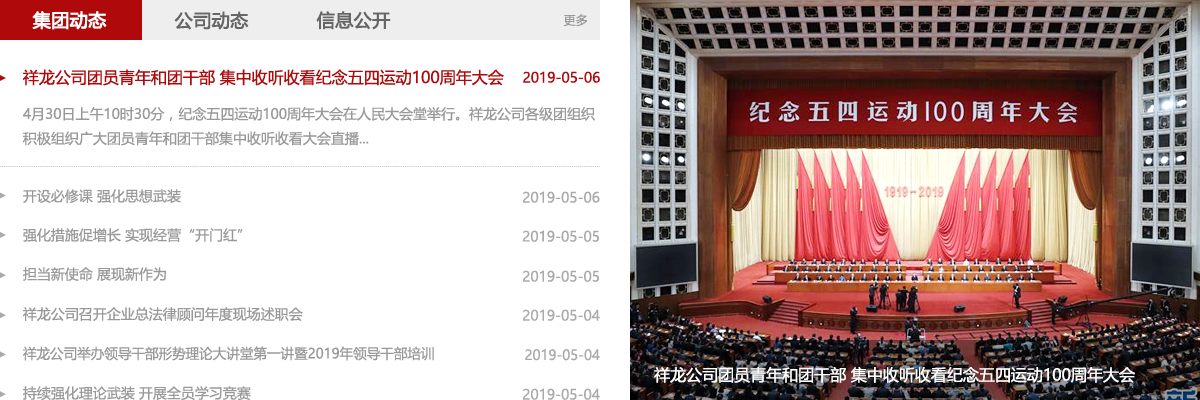 集团动态
公司动态
信息公开
更多
祥龙公司团员青年和团干部 集中收听收看纪念五四运动100周年大会 2019-05-06
4月30日上午10时30分，纪念五四运动100周年大会在人民大会堂举行。祥龙公司各级团组织
积极组织广大团员青年和团干部集中收听收看大会直播...
开设必修课 强化思想武装 2019-05-06
强化措施促增长 实现经营“开门红” 2019-05-05
担当新使命 展现新作为 2019-05-05
祥龙公司召开企业总法律顾问年度现场述职会 2019-05-04
祥龙公司举办领导干部形势理论大讲堂第一讲暨2019年领导干部培训 2019-05-04
持续强化理论武装 开展全员学习竞赛 2019-05-04
纪念五四运动100周年大会
1919-2019
祥龙公司团员青年和团干部 集中收听收看纪念五四运动100周年大会